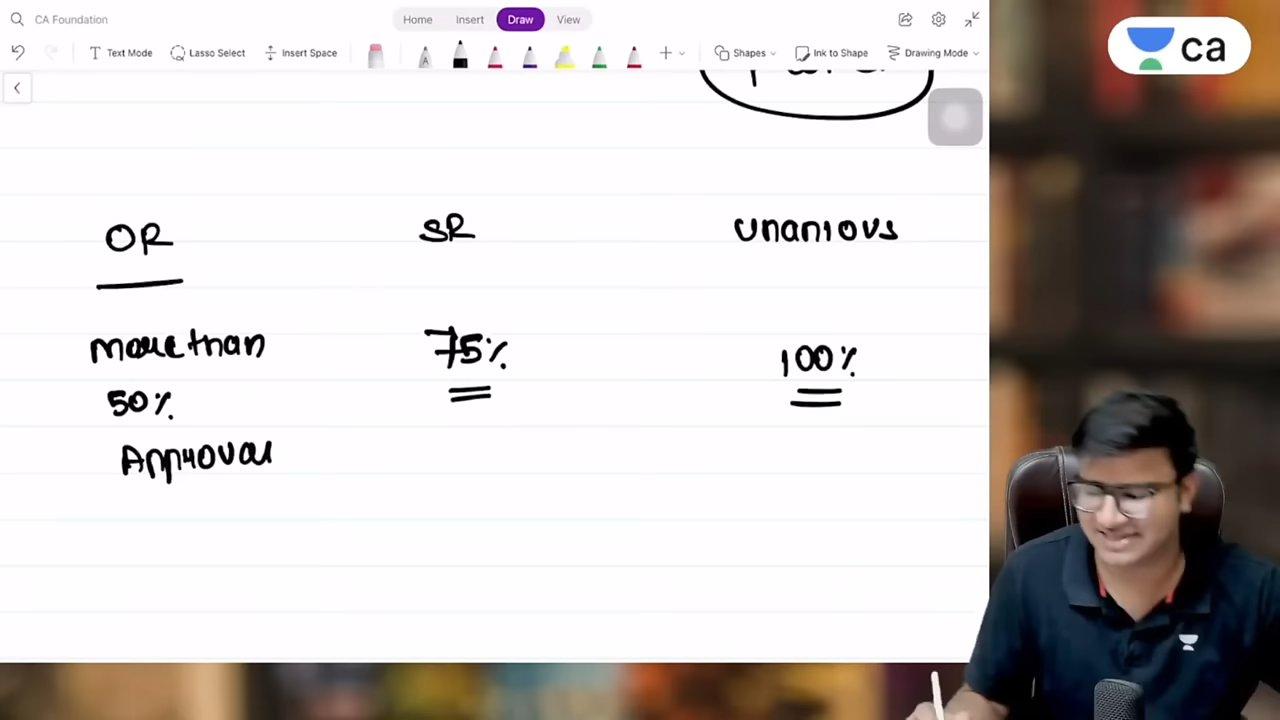 CA Foundation
Home Insert Draw View
Text Mode Lasso Select Insert Space Shapes Ink to Shape Drawing Mode
ca
OR SR unanious
more than 75% 100%
50%
Approval